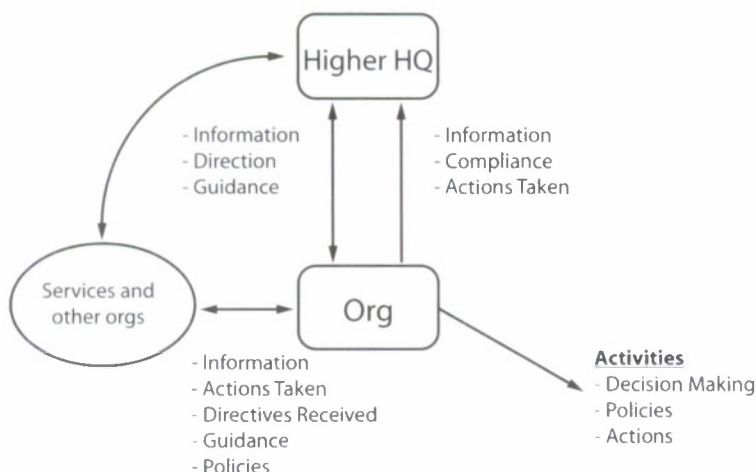 Higher HQ
- Information
- Direction
- Guidance
- Information
- Compliance
- Actions Taken
Services and
other orgs
Org
- Information
- Actions Taken
- Directives Received
- Guidance
- Policies
Activities
- Decision Making
- Policies
- Actions